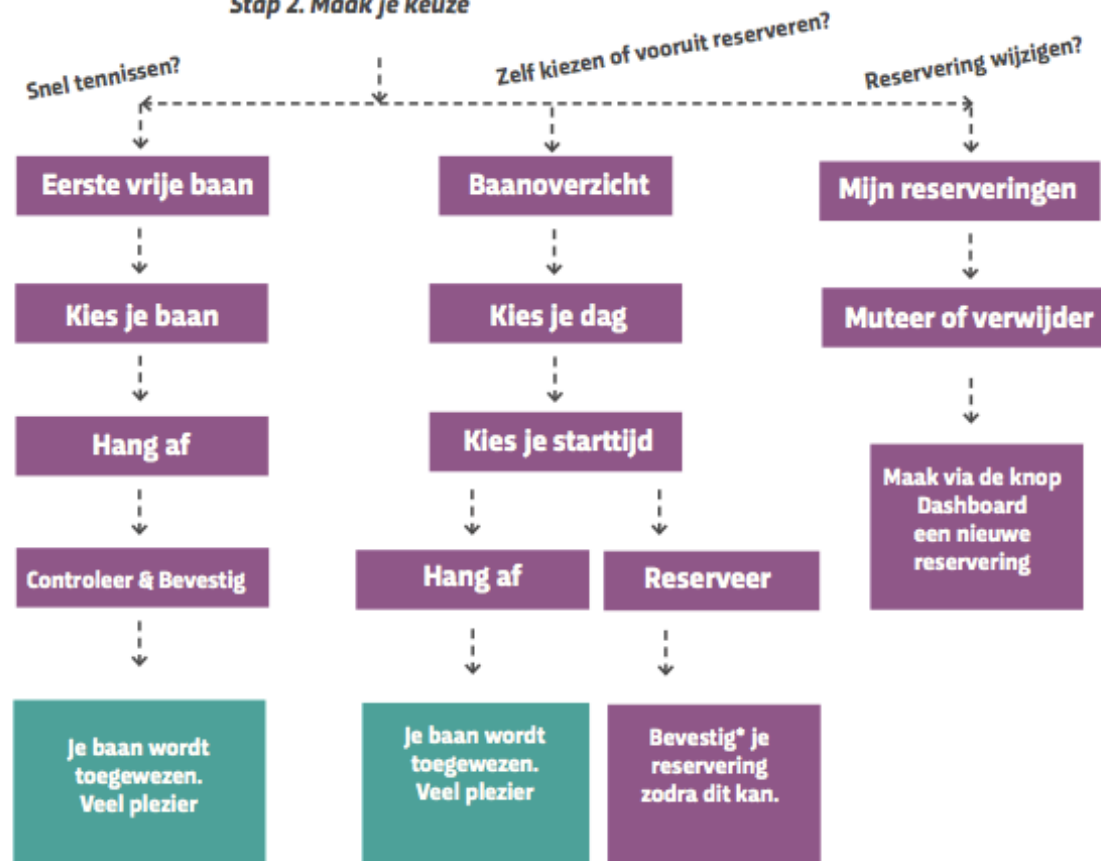 Stap 2. Maak je keuze
Snel tennissen?
Zelf kiezen of vooruit reserveren?
Reservering wijzigen?
Eerste vrije baan
Baanoverzicht
Mijn reserveringen
Kies je baan
Kies je dag
Muteer of verwijder
Hang af
Kies je starttijd
Maak via de knop
Dashboard
een nieuwe
reservering
Controleer & Bevestig
Hang af
Reserveer
Je baan wordt
toegewezen.
Veel plezier
Je baan wordt
toegewezen.
Veel plezier
Bevestig* je
reservering
zodra dit kan.